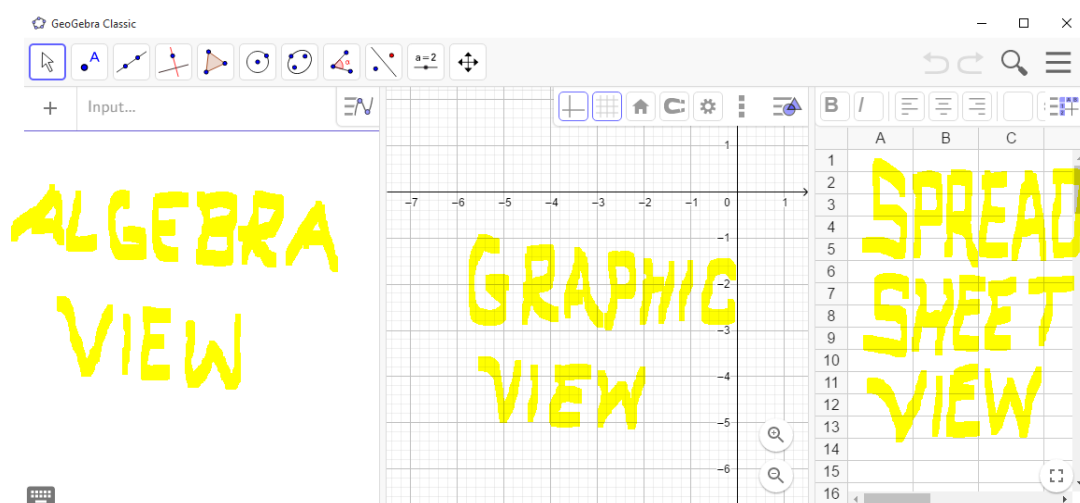 GeoGebra Classic
A
a=2
Input...
B I
A B C
1
2
3
4
5
6
7
8
9
10
11
12
13
14
15
16
1
-7 -6 -5 -4 -3 -2 -1 0 1
-1
-2
-3
-4
-5
-6
ALGEBRA
VIEW
GRAPHIC
VIEW
SPREAD
SHEET
VIEW